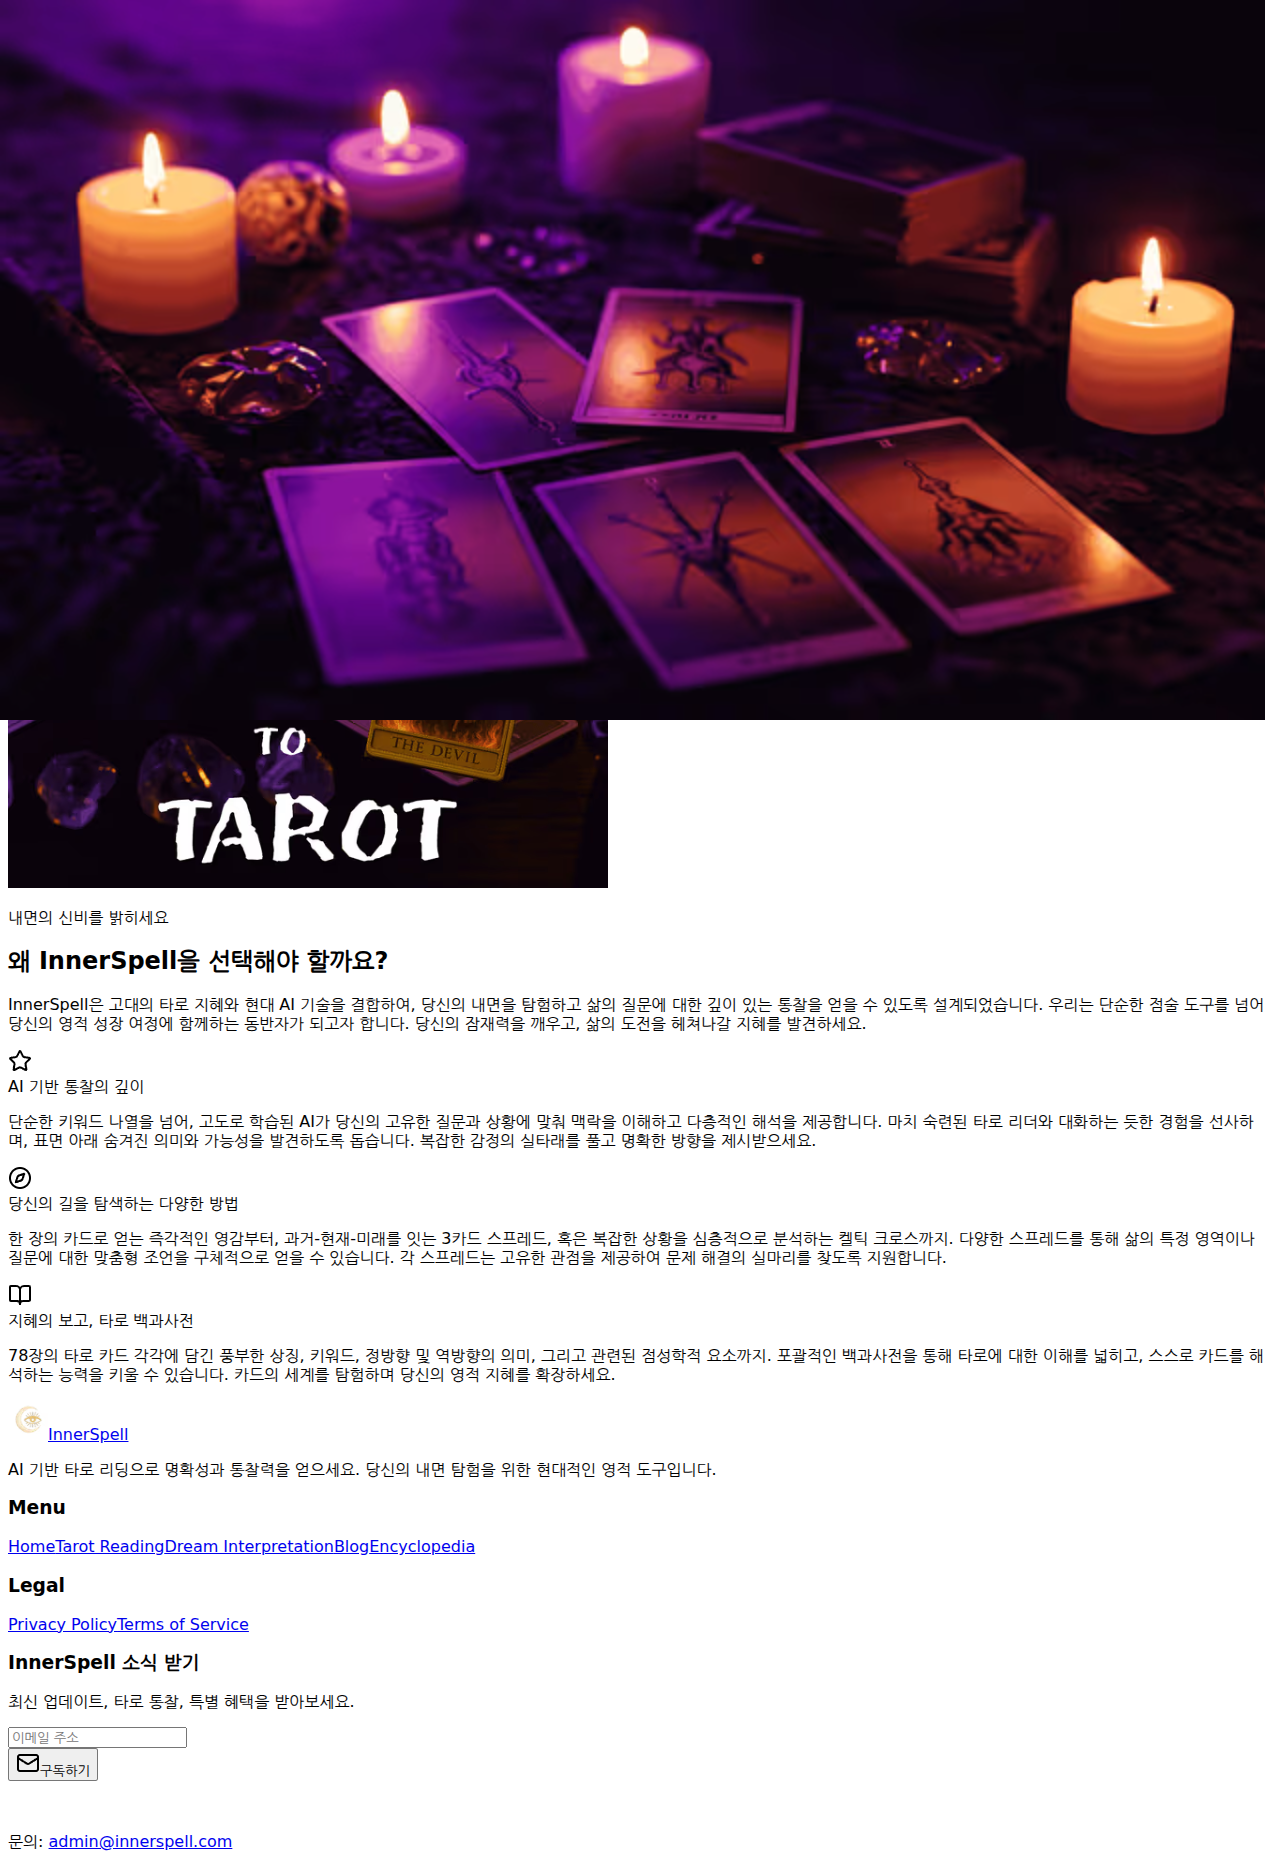 THE DEVIL
TO
TAROT
내면의 신비를 밝히세요
왜 InnerSpell을 선택해야 할까요?
InnerSpell은 고대의 타로 지혜와 현대 AI 기술을 결합하여, 당신의 내면을 탐험하고 삶의 질문에 대한 깊이 있는 통찰을 얻을 수 있도록 설계되었습니다. 우리는 단순한 점술 도구를 넘어
당신의 영적 성장 여정에 함께하는 동반자가 되고자 합니다. 당신의 잠재력을 깨우고, 삶의 도전을 헤쳐나갈 지혜를 발견하세요.
AI 기반 통찰의 깊이
단순한 키워드 나열을 넘어, 고도로 학습된 AI가 당신의 고유한 질문과 상황에 맞춰 맥락을 이해하고 다층적인 해석을 제공합니다. 마치 숙련된 타로 리더와 대화하는 듯한 경험을 선사하
며, 표면 아래 숨겨진 의미와 가능성을 발견하도록 돕습니다. 복잡한 감정의 실타래를 풀고 명확한 방향을 제시받으세요.
당신의 길을 탐색하는 다양한 방법
한 장의 카드로 얻는 즉각적인 영감부터, 과거-현재-미래를 잇는 3카드 스프레드, 혹은 복잡한 상황을 심층적으로 분석하는 켈틱 크로스까지. 다양한 스프레드를 통해 삶의 특정 영역이나
질문에 대한 맞춤형 조언을 구체적으로 얻을 수 있습니다. 각 스프레드는 고유한 관점을 제공하여 문제 해결의 실마리를 찾도록 지원합니다.
지혜의 보고, 타로 백과사전
78장의 타로 카드 각각에 담긴 풍부한 상징, 키워드, 정방향 및 역방향의 의미, 그리고 관련된 점성학적 요소까지. 포괄적인 백과사전을 통해 타로에 대한 이해를 넓히고, 스스로 카드를 해
석하는 능력을 키울 수 있습니다. 카드의 세계를 탐험하며 당신의 영적 지혜를 확장하세요.
InnerSpell
AI 기반 타로 리딩으로 명확성과 통찰력을 얻으세요. 당신의 내면 탐험을 위한 현대적인 영적 도구입니다.
Menu
HomeTarot ReadingDream InterpretationBlogEncyclopedia
Legal
Privacy PolicyTerms of Service
InnerSpell 소식 받기
최신 업데이트, 타로 통찰, 특별 혜택을 받아보세요.
이메일 주소
구독하기
문의: admin@innerspell.com